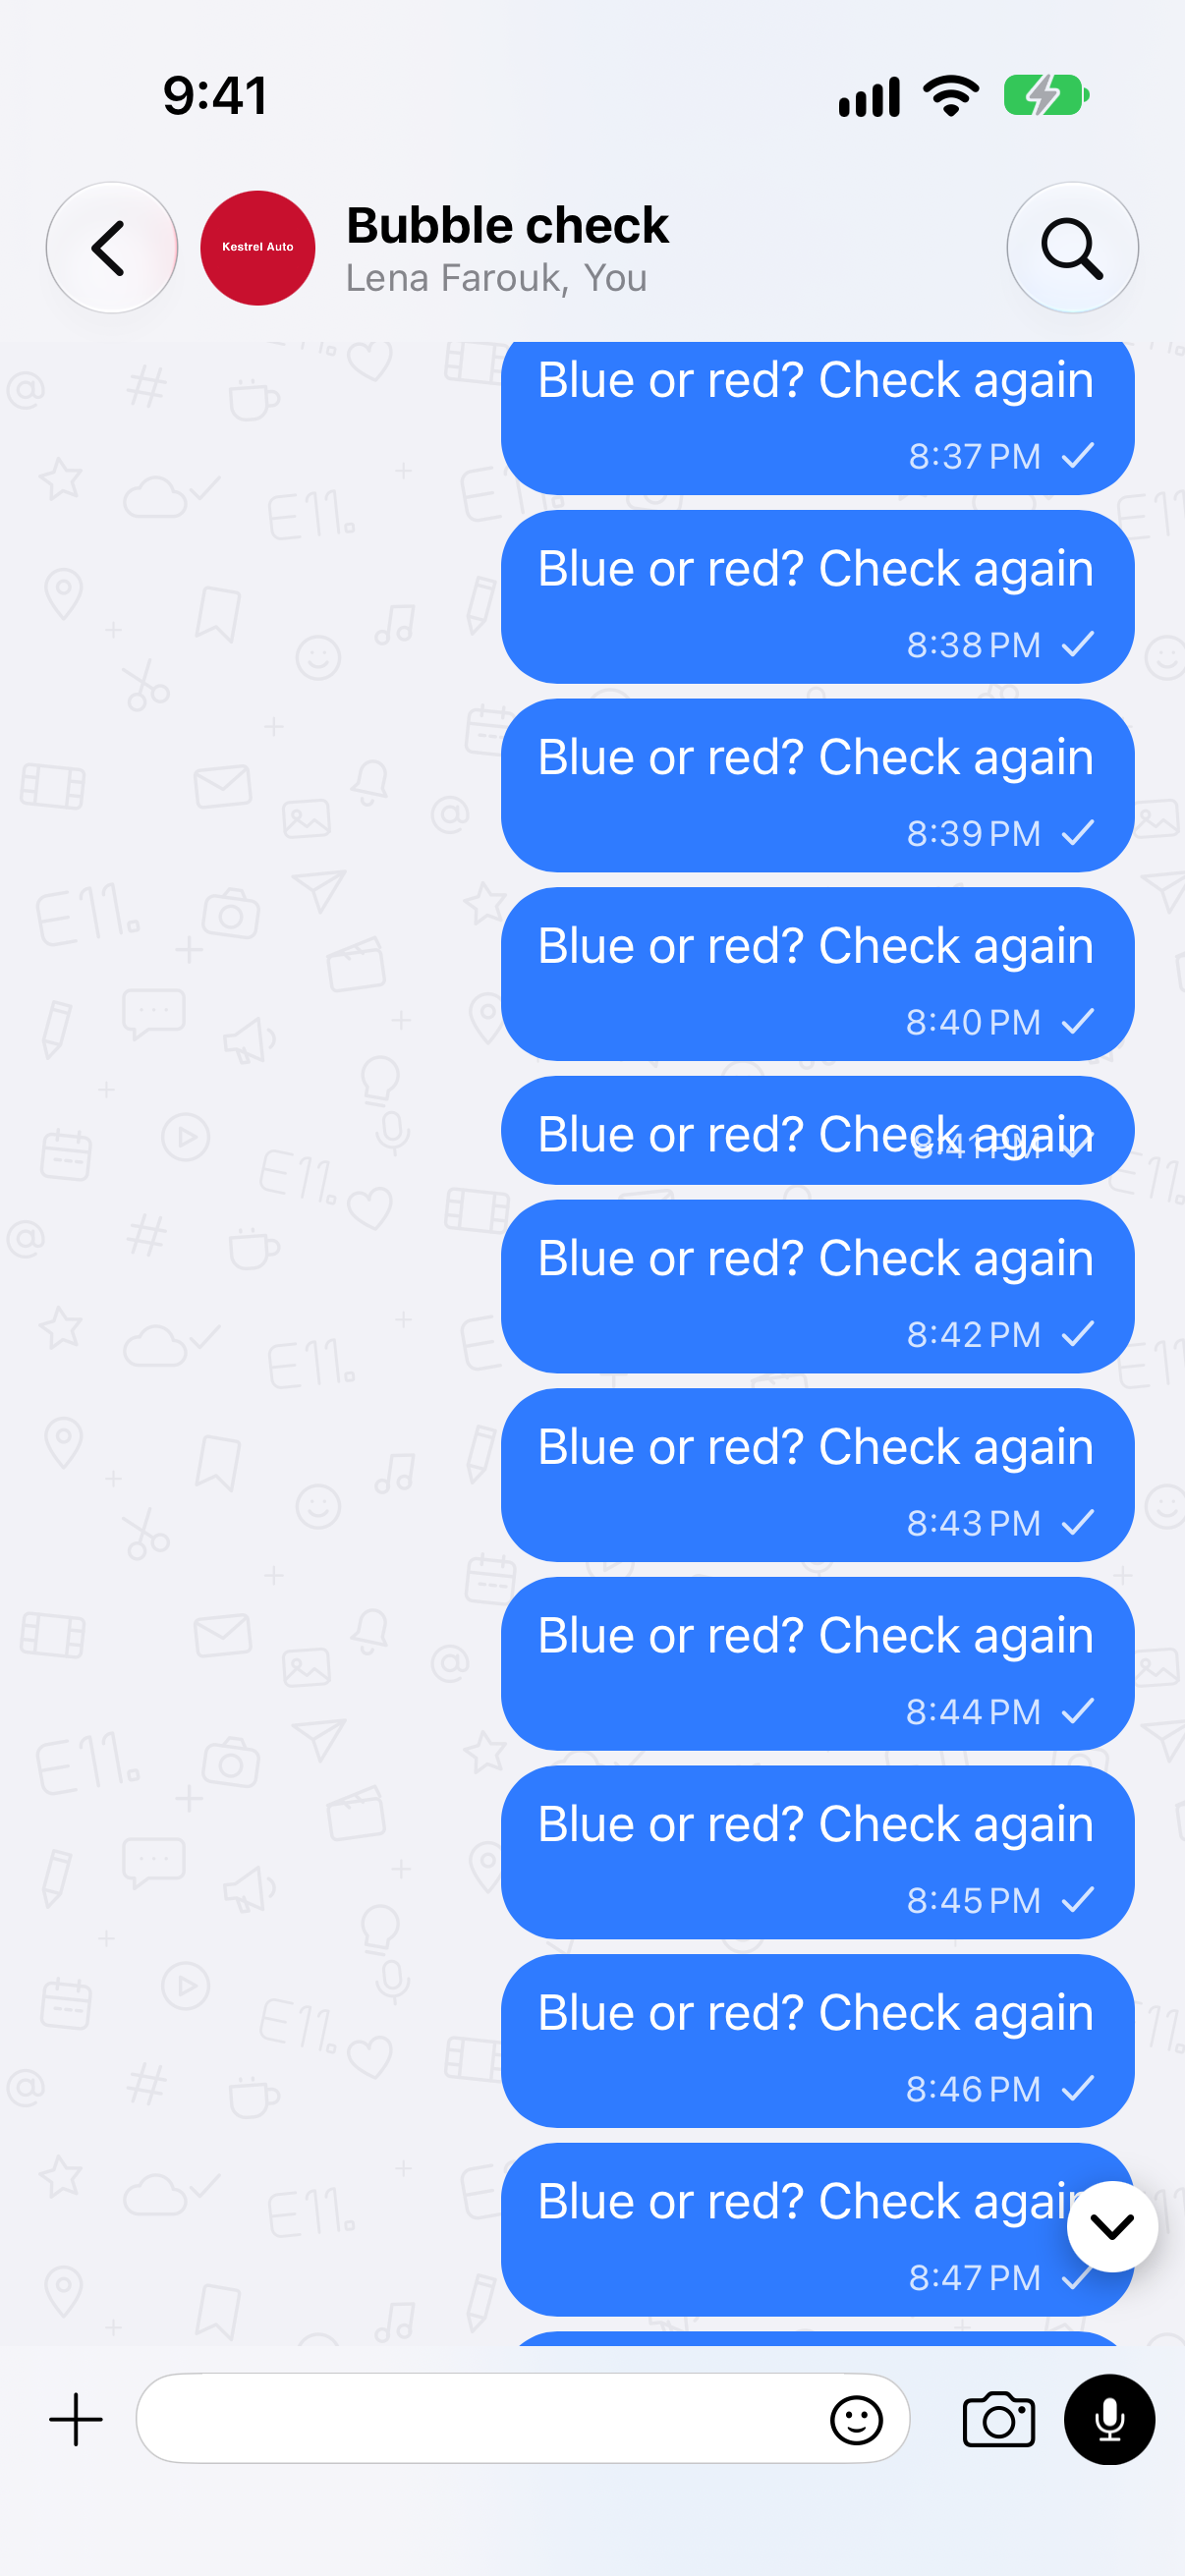 9:41
Kestrel Auto
Bubble check
Lena Farouk, You
Blue or red? Check again
8:37 PM
Blue or red? Check again
8:38 PM
Blue or red? Check again
8:39 PM
Blue or red? Check again
8:40 PM
Blue or red? Check again
8:41 PM
Blue or red? Check again
8:42 PM
Blue or red? Check again
8:43 PM
Blue or red? Check again
8:44 PM
Blue or red? Check again
8:45 PM
Blue or red? Check again
8:46 PM
Blue or red? Check again
8:47 PM